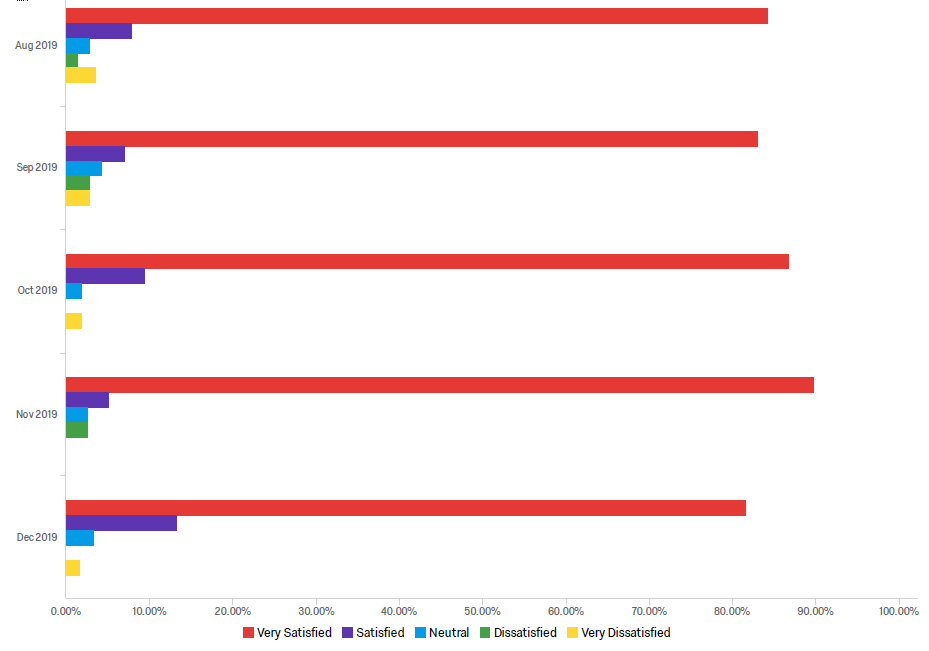 Aug 2019
Sep 2019
Oct 2019
Nov 2019
Dec 2019
0.00% 10.00% 20.00% 30.00% 40.00% 50.00% 60.00% 70.00% 80.00% 90.00% 100.00%
Very Satisfied Satisfied Neutral Dissatisfied Very Dissatisfied